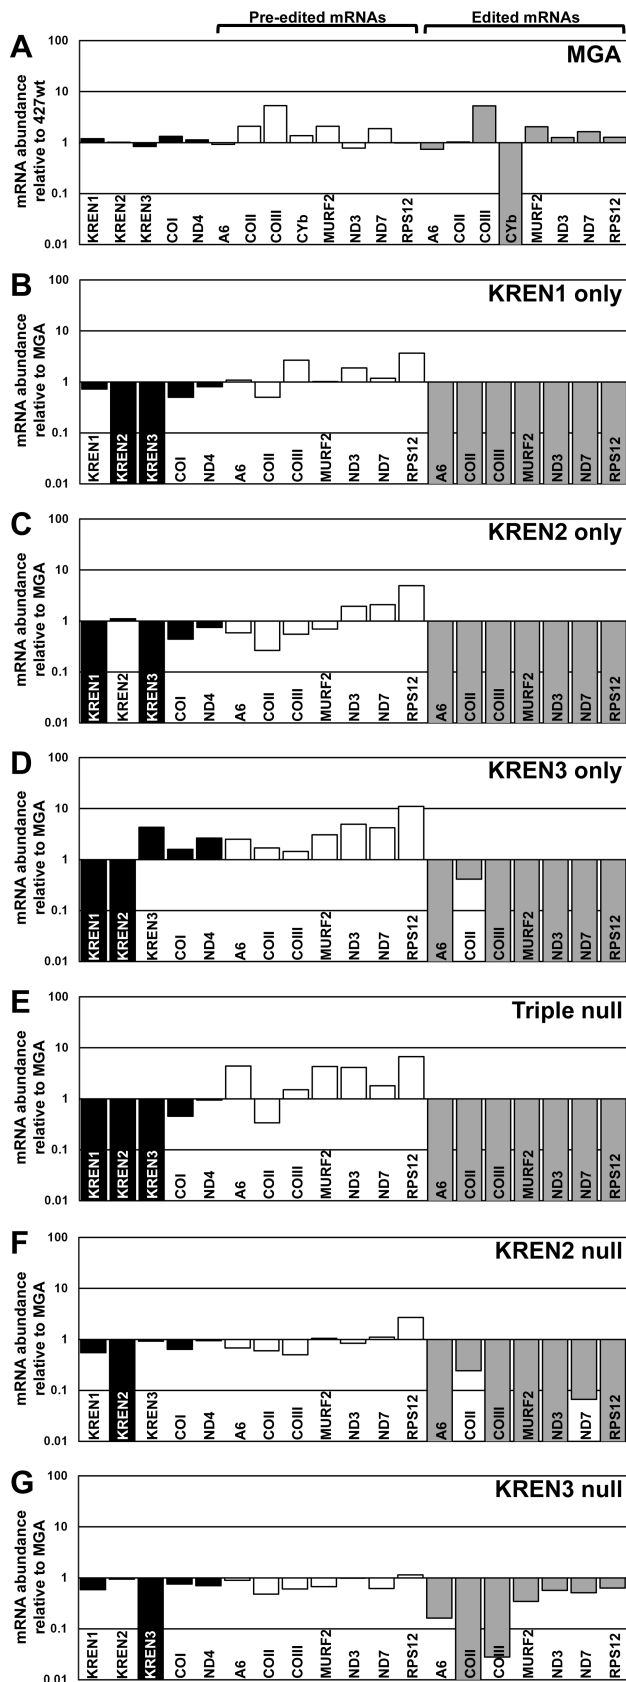 Pre-edited mRNAs Edited mRNAs
A
MGA
mRNA abundance
relative to 427wt
100
10
1
0.1
0.01
KREN1 KREN2 KREN3 COI ND4 A6 COII COIII CYb MURF2 ND3 ND7 RPS12 A6 COII COIII CYb MURF2 ND3 ND7 RPS12
B
KREN1 only
mRNA abundance
relative to MGA
100
10
1
0.1
0.01
KREN1 KREN2 KREN3 COI ND4 A6 COII COIII MURF2 ND3 ND7 RPS12 A6 COII COIII MURF2 ND3 ND7 RPS12
C
KREN2 only
mRNA abundance
relative to MGA
100
10
1
0.1
0.01
KREN1 KREN2 KREN3 COI ND4 A6 COII COIII MURF2 ND3 ND7 RPS12 A6 COII COIII MURF2 ND3 ND7 RPS12
D
KREN3 only
mRNA abundance
relative to MGA
100
10
1
0.1
0.01
KREN1 KREN2 KREN3 COI ND4 A6 COII COIII MURF2 ND3 ND7 RPS12 A6 COII COIII MURF2 ND3 ND7 RPS12
E
Triple null
mRNA abundance
relative to MGA
100
10
1
0.1
0.01
KREN1 KREN2 KREN3 COI ND4 A6 COII COIII MURF2 ND3 ND7 RPS12 A6 COII COIII MURF2 ND3 ND7 RPS12
F
KREN2 null
mRNA abundance
relative to MGA
100
10
1
0.1
0.01
KREN1 KREN2 KREN3 COI ND4 A6 COII COIII MURF2 ND3 ND7 RPS12 A6 COII COIII MURF2 ND3 ND7 RPS12
G
KREN3 null
mRNA abundance
relative to MGA
100
10
1
0.1
0.01
KREN1 KREN2 KREN3 COI ND4 A6 COII COIII MURF2 ND3 ND7 RPS12 A6 COII COIII MURF2 ND3 ND7 RPS12